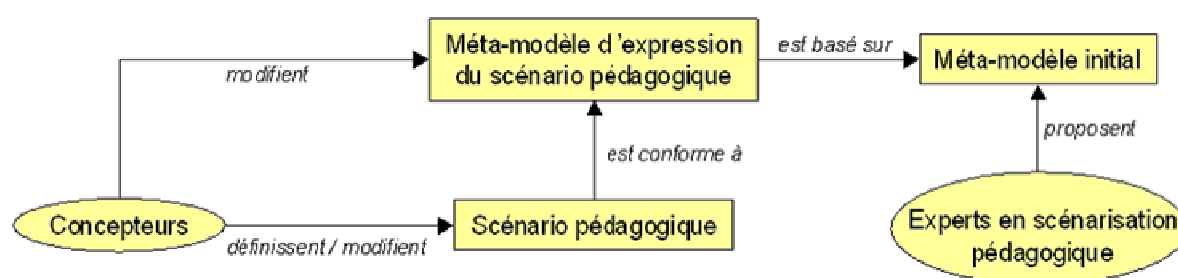 Méta-modèle d'expression
du scénario pédagogique
est basé sur
Méta-modèle initial
modifient
est conforme à
proposent
Concepteurs
définissent / modifient
Scénario pédagogique
Experts en scénarisation
pédagogique